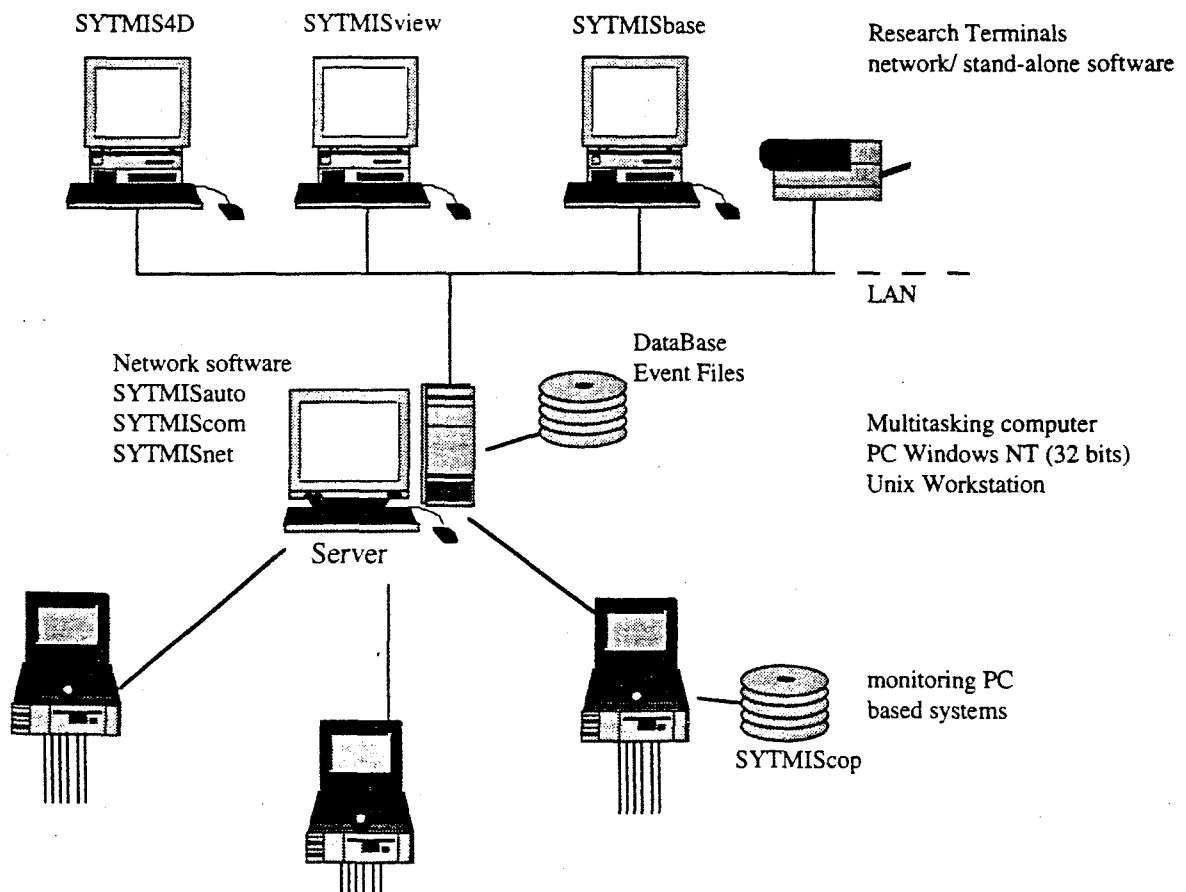 SYTMIS4D
SYTMISview
SYTMISbase
Research Terminals
network/ stand-alone software
LAN
DataBase
Event Files
Network software
SYTMISauto
SYTMIScom
SYTMISnet
Multitasking computer
PC Windows NT (32 bits)
Unix Workstation
Server
monitoring PC
based systems
SYTMIScop